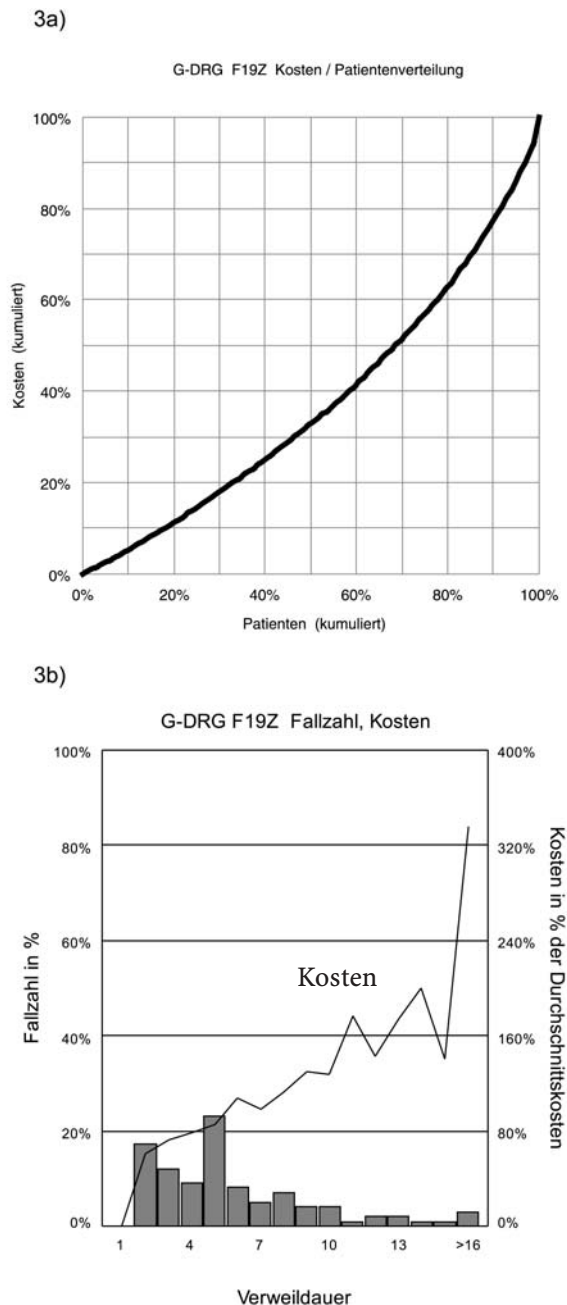 3a)
G-DRG F19Z Kosten / Patientenverteilung
100%
80%
60%
40%
20%
0%
Kosten (kumuliert)
0% 20% 40% 60% 80% 100%
Patienten (kumuliert)
3b)
G-DRG F19Z Fallzahl, Kosten
100% 400%
80% 320%
60% 240%
Kosten
40% 160%
20% 80%
0% 0%
Fallzahl in %
Kosten in % der Durchschnittskosten
1 4 7 10 13 >16
Verweildauer